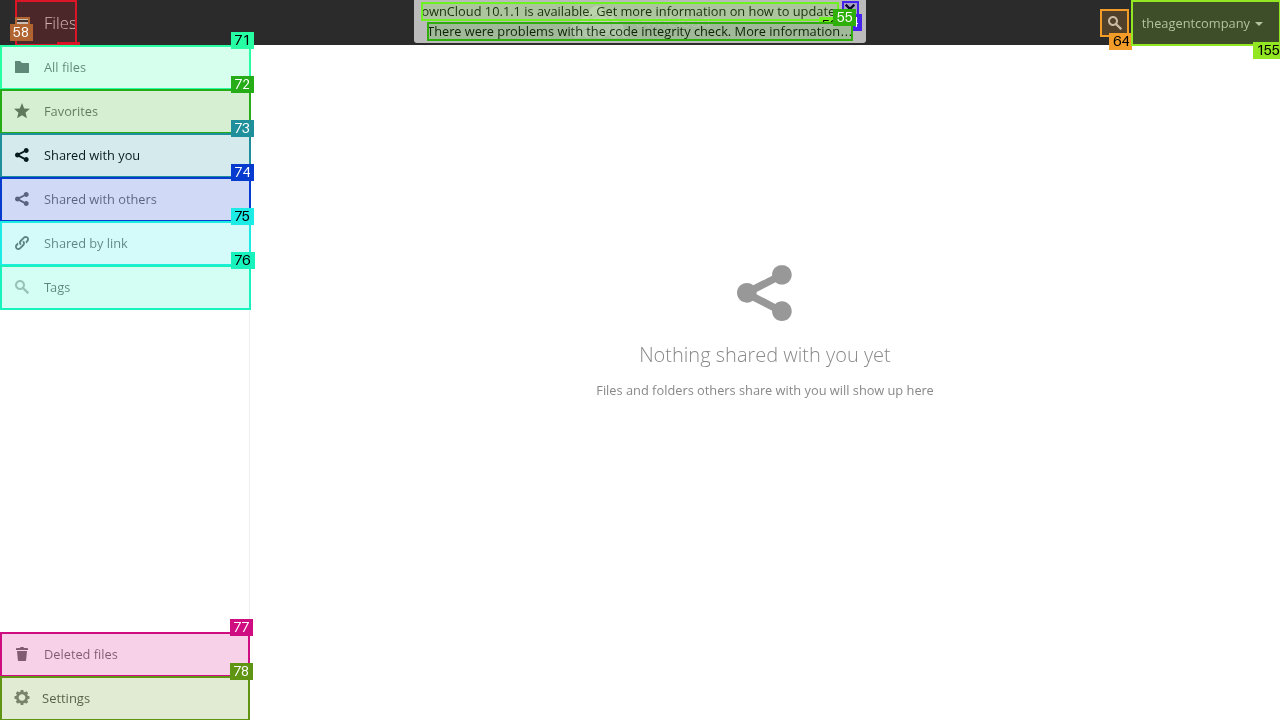 Files
ownCloud 10.1.1 is available. Get more information on how to update
There were problems with the code integrity check. More information…
theagentcompany
58
55
64
155
71
All files
72
Favorites
73
Shared with you
74
Shared with others
75
Shared by link
76
Tags
Nothing shared with you yet
Files and folders others share with you will show up here
77
Deleted files
78
Settings